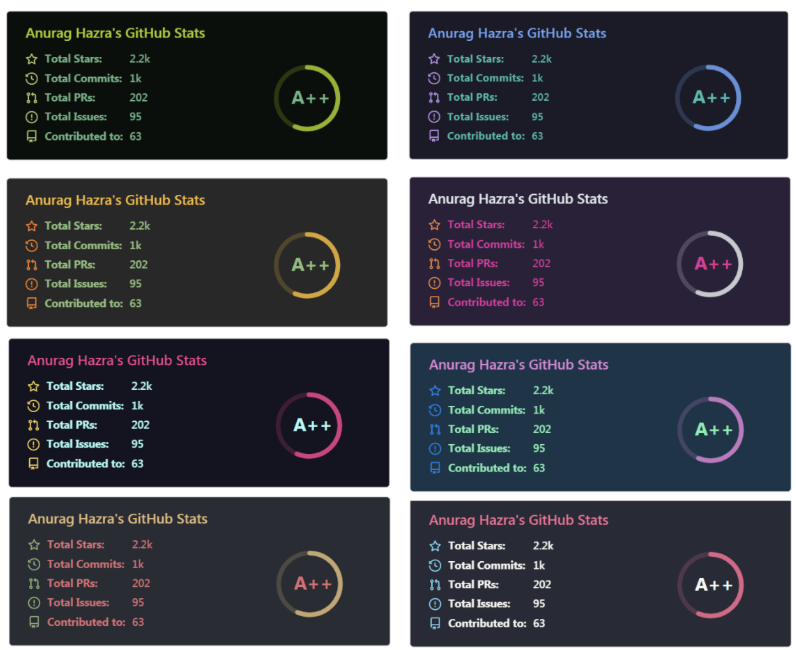 Anurag Hazra's GitHub Stats
Total Stars: 2.2k
Total Commits: 1k
Total PRs: 202
Total Issues: 95
Contributed to: 63
A++
Anurag Hazra's GitHub Stats
Total Stars: 2.2k
Total Commits: 1k
Total PRs: 202
Total Issues: 95
Contributed to: 63
A++
Anurag Hazra's GitHub Stats
Total Stars: 2.2k
Total Commits: 1k
Total PRs: 202
Total Issues: 95
Contributed to: 63
A++
Anurag Hazra's GitHub Stats
Total Stars: 2.2k
Total Commits: 1k
Total PRs: 202
Total Issues: 95
Contributed to: 63
A++
Anurag Hazra's GitHub Stats
Total Stars: 2.2k
Total Commits: 1k
Total PRs: 202
Total Issues: 95
Contributed to: 63
A++
Anurag Hazra's GitHub Stats
Total Stars: 2.2k
Total Commits: 1k
Total PRs: 202
Total Issues: 95
Contributed to: 63
A++
Anurag Hazra's GitHub Stats
Total Stars: 2.2k
Total Commits: 1k
Total PRs: 202
Total Issues: 95
Contributed to: 63
A++
Anurag Hazra's GitHub Stats
Total Stars: 2.2k
Total Commits: 1k
Total PRs: 202
Total Issues: 95
Contributed to: 63
A++